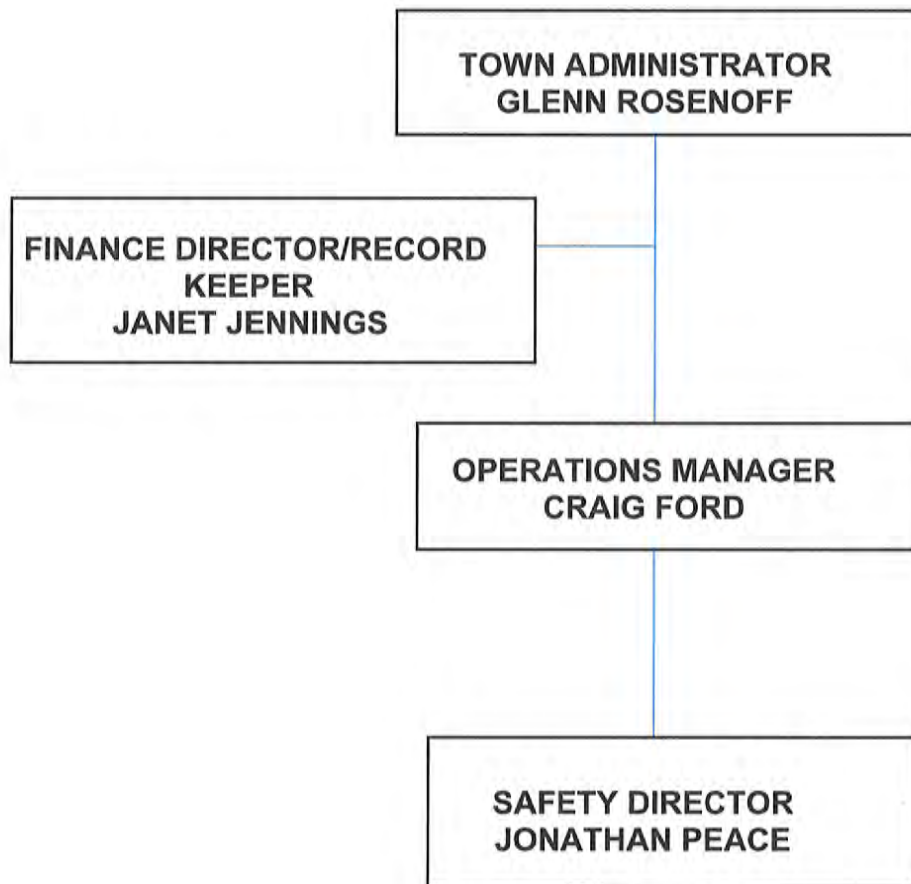 TOWN ADMINISTRATOR
GLENN ROSENOFF
FINANCE DIRECTOR/RECORD
KEEPER
JANET JENNINGS
OPERATIONS MANAGER
CRAIG FORD
SAFETY DIRECTOR
JONATHAN PEACE